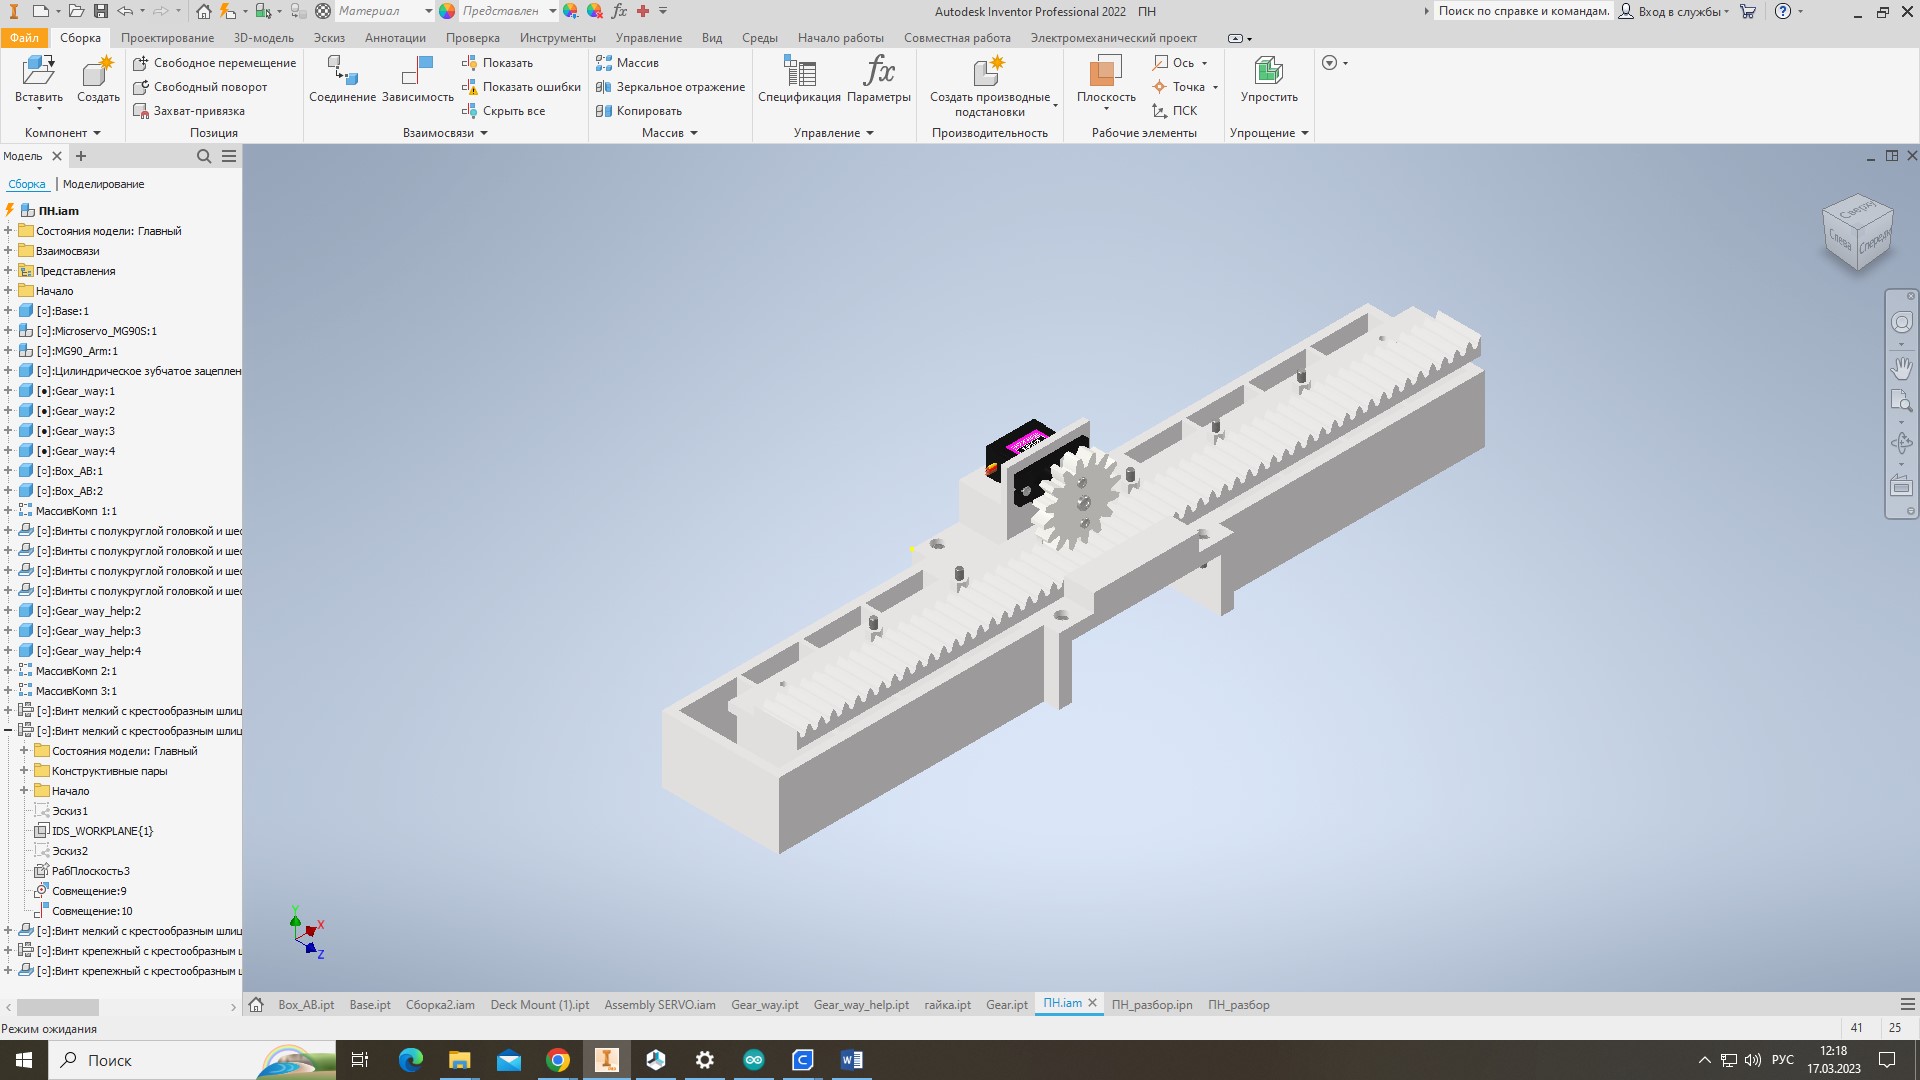 Материал
Представлен
Autodesk Inventor Professional 2022 ПН
Поиск по справке и командам.
Вход в службы
Файл Сборка Проектирование 3D-модель Эскиз Аннотации Проверка Инструменты Управление Вид Среды Начало работы Совместная работа Электромеханический проект
Вставить
Создать
Свободное перемещение
Свободный поворот
Захват-привязка
Соединение
Зависимость
Показать
Показать ошибки
Скрыть все
Массив
Зеркальное отражение
Копировать
Спецификация
Параметры
Создать производные
подстановки
Плоскость
Ось
Точка
ПСК
Упростить
Компонент
Позиция
Взаимосвязи
Массив
Управление
Производительность
Рабочие элементы
Упрощение
Модель
Сборка | Моделирование
ПН.iam
Состояния модели: Главный
Взаимосвязи
Представления
Начало
[○]:Base:1
[○]:Microservo_MG90S:1
[○]:MG90_Arm:1
[○]:Цилиндрическое зубчатое зацеплен
[●]:Gear_way:1
[●]:Gear_way:2
[●]:Gear_way:3
[●]:Gear_way:4
[○]:Box_AB:1
[○]:Box_AB:2
МассивКомп 1:1
[○]:Винты с полукруглой головкой и шес
[○]:Винты с полукруглой головкой и шес
[○]:Винты с полукруглой головкой и шес
[○]:Винты с полукруглой головкой и шес
[○]:Gear_way_help:2
[○]:Gear_way_help:3
[○]:Gear_way_help:4
МассивКомп 2:1
МассивКомп 3:1
[○]:Винт мелкий с крестообразным шлиц
[○]:Винт мелкий с крестообразным шлиц
Состояния модели: Главный
Конструктивные пары
Начало
Эскиз1
IDS_WORKPLANE{1}
Эскиз2
РабПлоскость3
Совмещение:9
Совмещение:10
[○]:Винт мелкий с крестообразным шлиц
[○]:Винт крепежный с крестообразным ш
[○]:Винт крепежный с крестообразным ш
Сверху
Слева
Спереди
Y
X
Z
Box_AB.ipt Base.ipt Сборка2.iam Deck Mount (1).ipt Assembly SERVO.iam Gear_way.ipt Gear_way_help.ipt гайка.ipt Gear.ipt ПН.iam ПН_разбор.ipn ПН_разбор
Режим ожидания
41 25
Поиск
РУС
12:18
17.03.2023